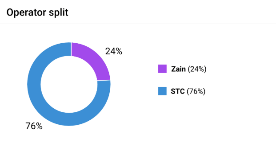 Operator split
24%
Zain (24%)
STC (76%)
76%